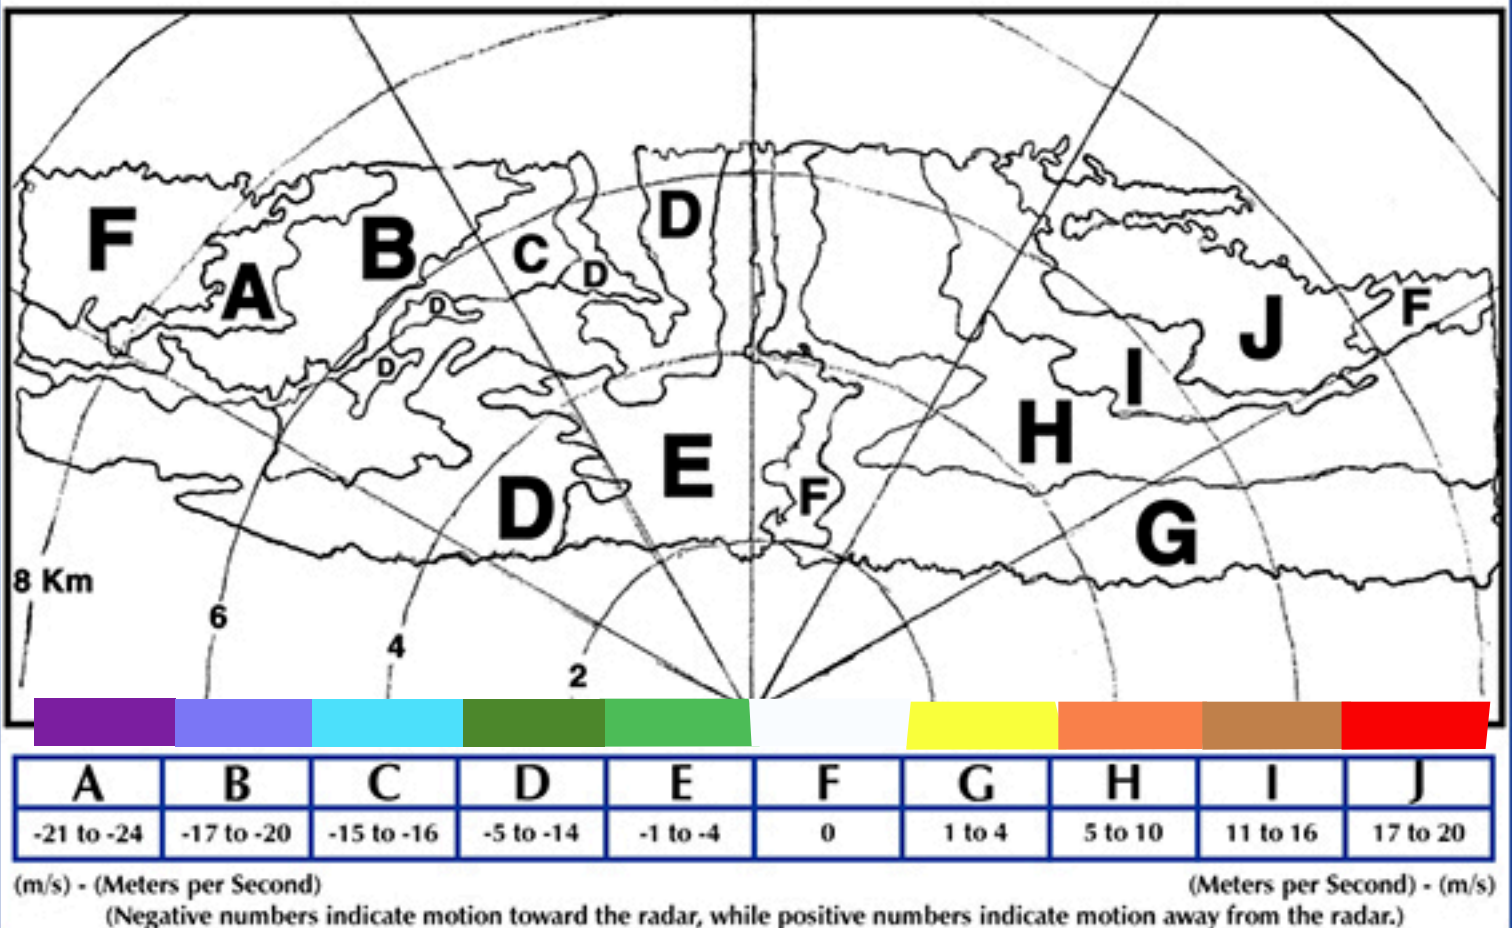 F
A
B
C
D
D
D
D
D
E
F
H
I
J
F
G
8 Km
6
4
2
A B C D E F G H I J
-21 to -24 -17 to -20 -15 to -16 -5 to -14 -1 to -4 0 1 to 4 5 to 10 11 to 16 17 to 20
(m/s) - (Meters per Second) (Meters per Second) - (m/s)
(Negative numbers indicate motion toward the radar, while positive numbers indicate motion away from the radar.)